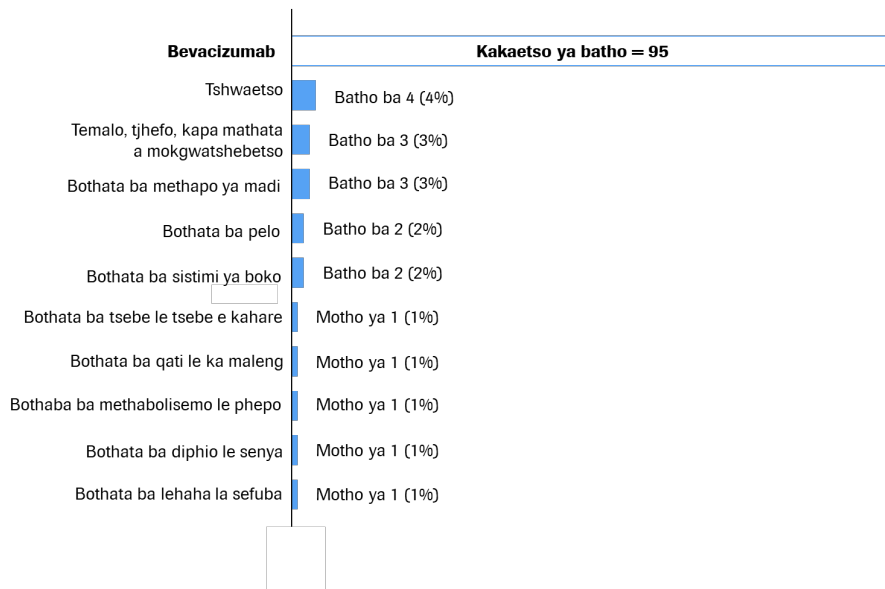 Bevacizumab
Kakaetso ya batho = 95
Tshwaetso
Batho ba 4 (4%)
Temalo, tjhefo, kapa mathata
a mokgwatshebetso
Batho ba 3 (3%)
Bothata ba methapo ya madi
Batho ba 3 (3%)
Bothata ba pelo
Batho ba 2 (2%)
Bothata ba sistimi ya boko
Batho ba 2 (2%)
Bothata ba tsebe le tsebe e kahare
Motho ya 1 (1%)
Bothata ba qati le ka maleng
Motho ya 1 (1%)
Bothaba ba methabolisemo le phepo
Motho ya 1 (1%)
Bothata ba diphio le senya
Motho ya 1 (1%)
Bothata ba lehaha la sefuba
Motho ya 1 (1%)